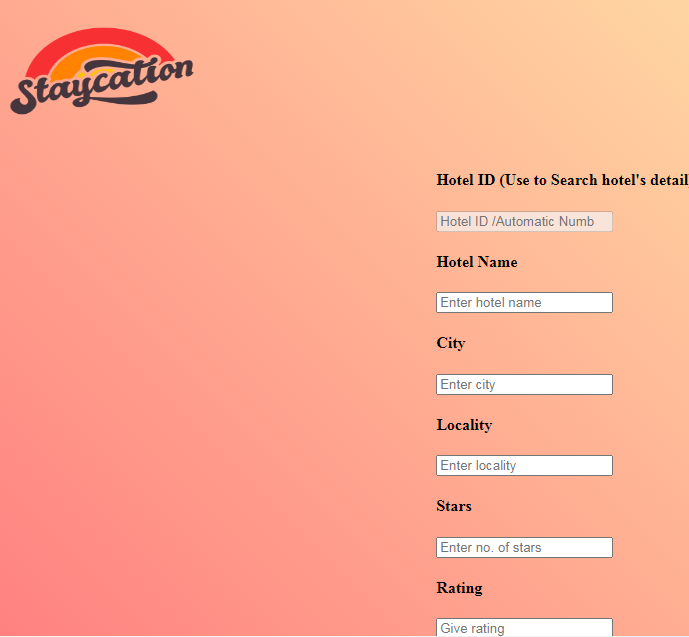 Staycation
Hotel ID (Use to Search hotel's detail
Hotel ID /Automatic Numb
Hotel Name
Enter hotel name
City
Enter city
Locality
Enter locality
Stars
Enter no. of stars
Rating
Give rating